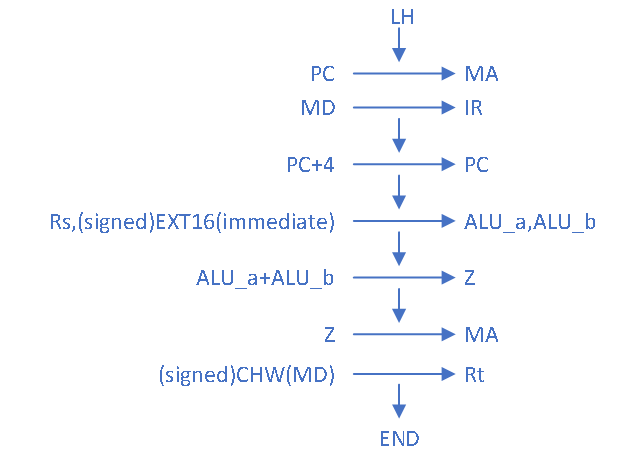 LH
PC MA
MD IR
PC+4 PC
Rs,(signed)EXT16(immediate) ALU_a,ALU_b
ALU_a+ALU_b Z
Z MA
(signed)CHW(MD) Rt
END